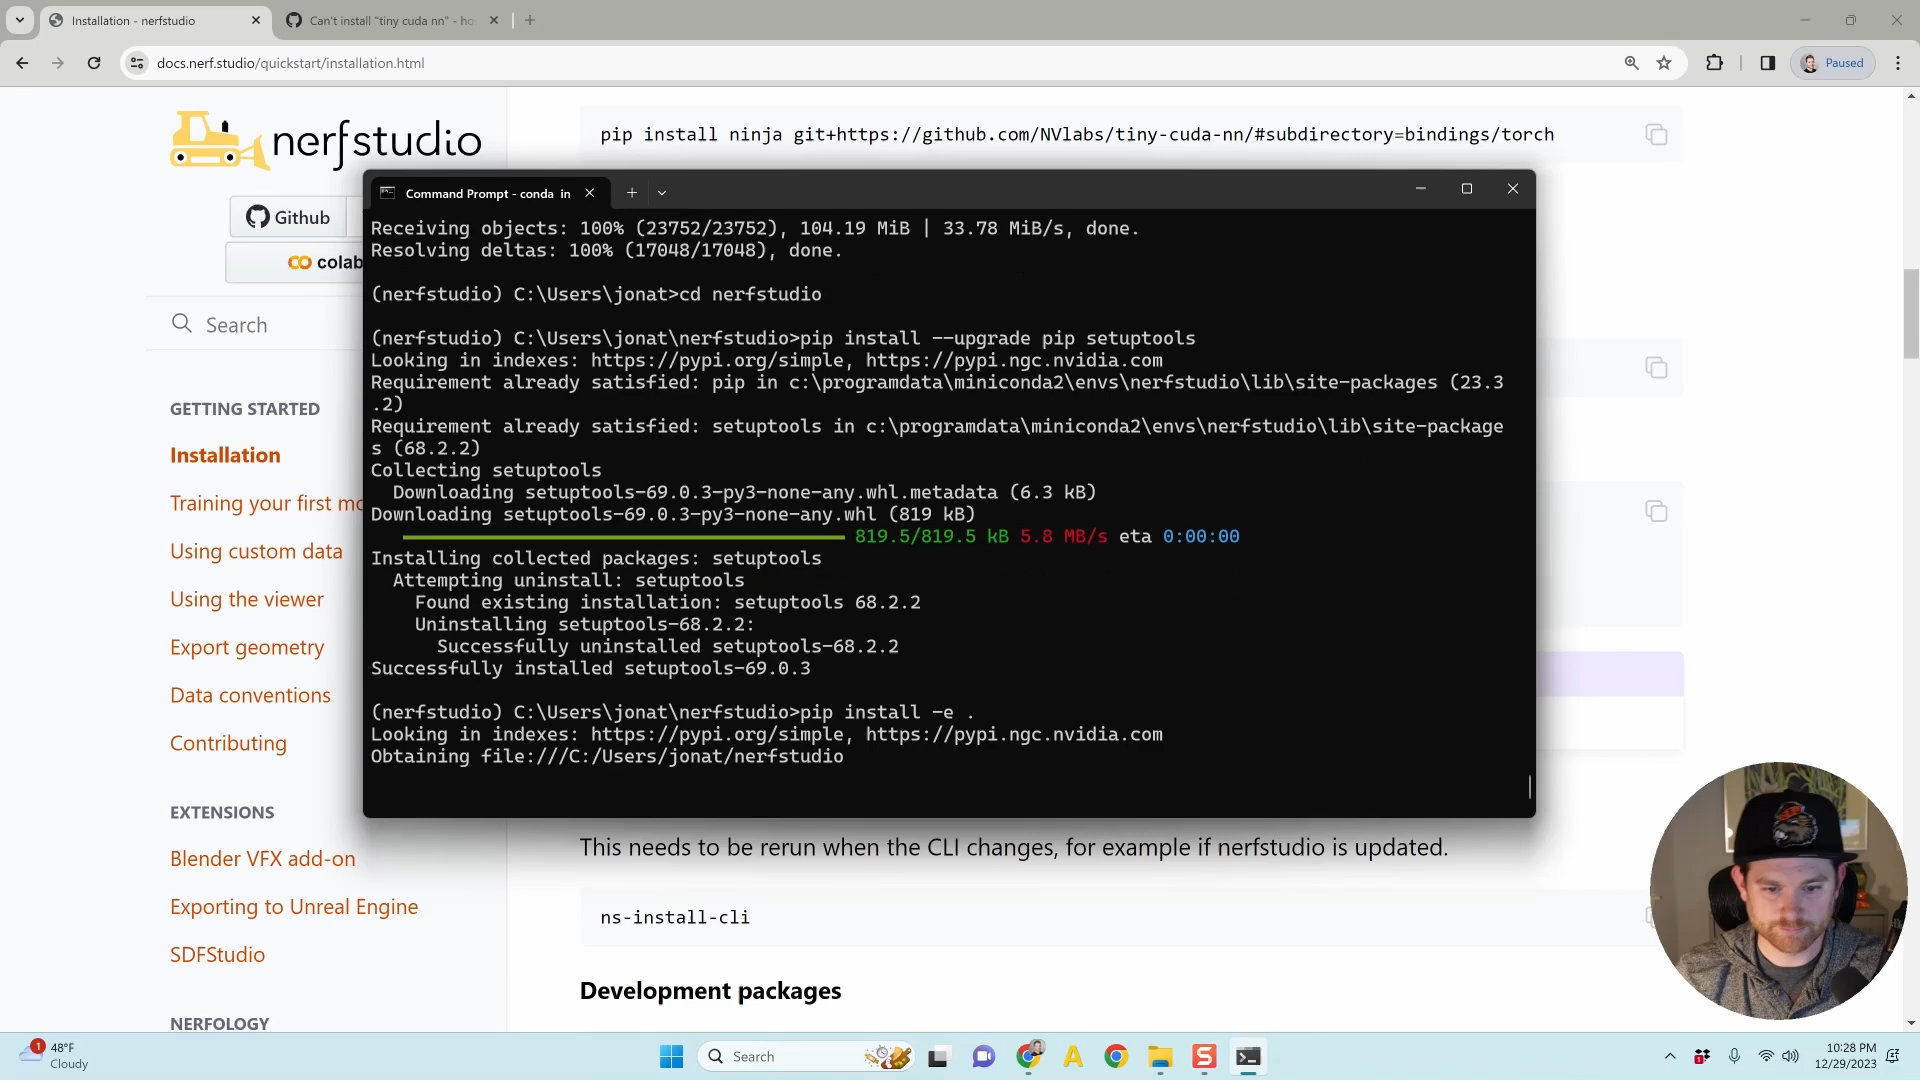 Installation - nerfstudio
Can't install "tiny cuda nn" - ho
docs.nerf.studio/quickstart/installation.html
Paused
nerfstudio
Github
colab
Search
GETTING STARTED
Installation
Training your first mo
Using custom data
Using the viewer
Export geometry
Data conventions
Contributing
EXTENSIONS
Blender VFX add-on
Exporting to Unreal Engine
SDFStudio
NERFOLOGY
pip install ninja git+https://github.com/NVlabs/tiny-cuda-nn/#subdirectory=bindings/torch
Command Prompt - conda in
Receiving objects: 100% (23752/23752), 104.19 MiB | 33.78 MiB/s, done.
Resolving deltas: 100% (17048/17048), done.
(nerfstudio) C:\Users\jonat>cd nerfstudio
(nerfstudio) C:\Users\jonat\nerfstudio>pip install --upgrade pip setuptools
Looking in indexes: https://pypi.org/simple, https://pypi.ngc.nvidia.com
Requirement already satisfied: pip in c:\programdata\miniconda2\envs\nerfstudio\lib\site-packages (23.3
.2)
Requirement already satisfied: setuptools in c:\programdata\miniconda2\envs\nerfstudio\lib\site-package
s (68.2.2)
Collecting setuptools
Downloading setuptools-69.0.3-py3-none-any.whl.metadata (6.3 kB)
Downloading setuptools-69.0.3-py3-none-any.whl (819 kB)
819.5/819.5 kB 5.8 MB/s eta 0:00:00
Installing collected packages: setuptools
Attempting uninstall: setuptools
Found existing installation: setuptools 68.2.2
Uninstalling setuptools-68.2.2:
Successfully uninstalled setuptools-68.2.2
Successfully installed setuptools-69.0.3
(nerfstudio) C:\Users\jonat\nerfstudio>pip install -e .
Looking in indexes: https://pypi.org/simple, https://pypi.ngc.nvidia.com
Obtaining file:///C:/Users/jonat/nerfstudio
This needs to be rerun when the CLI changes, for example if nerfstudio is updated.
ns-install-cli
Development packages
1
48°F
Cloudy
Search
10:28 PM
12/29/2023